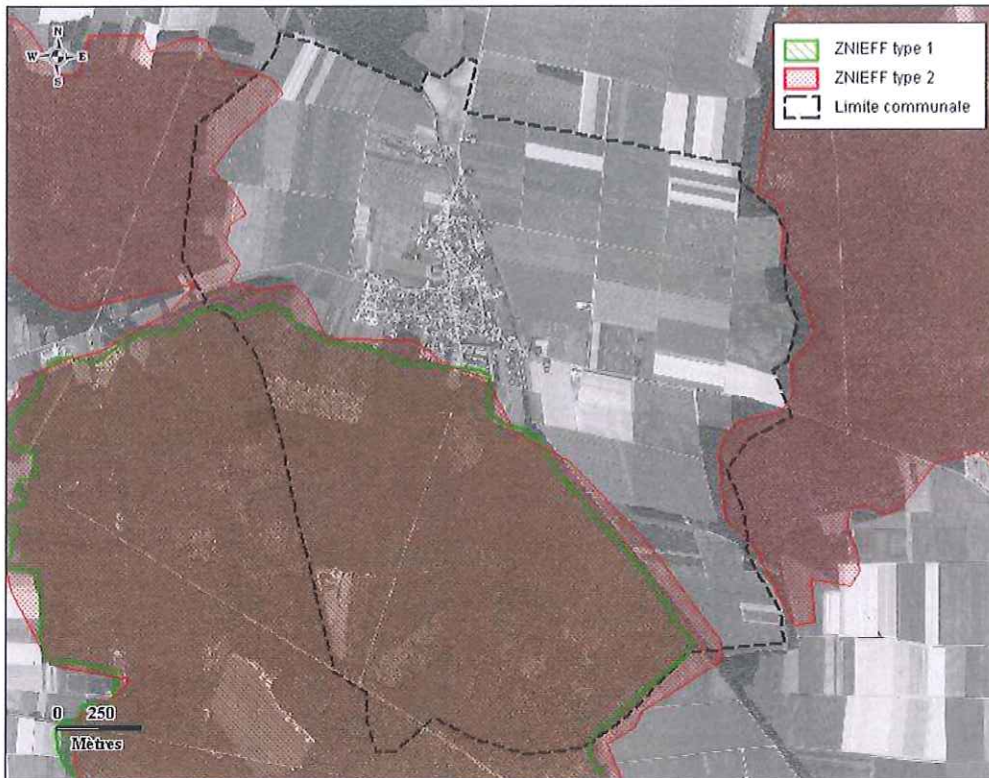 N
W E
S
ZNIEFF type 1
ZNIEFF type 2
Limite communale
0 250
Mètres